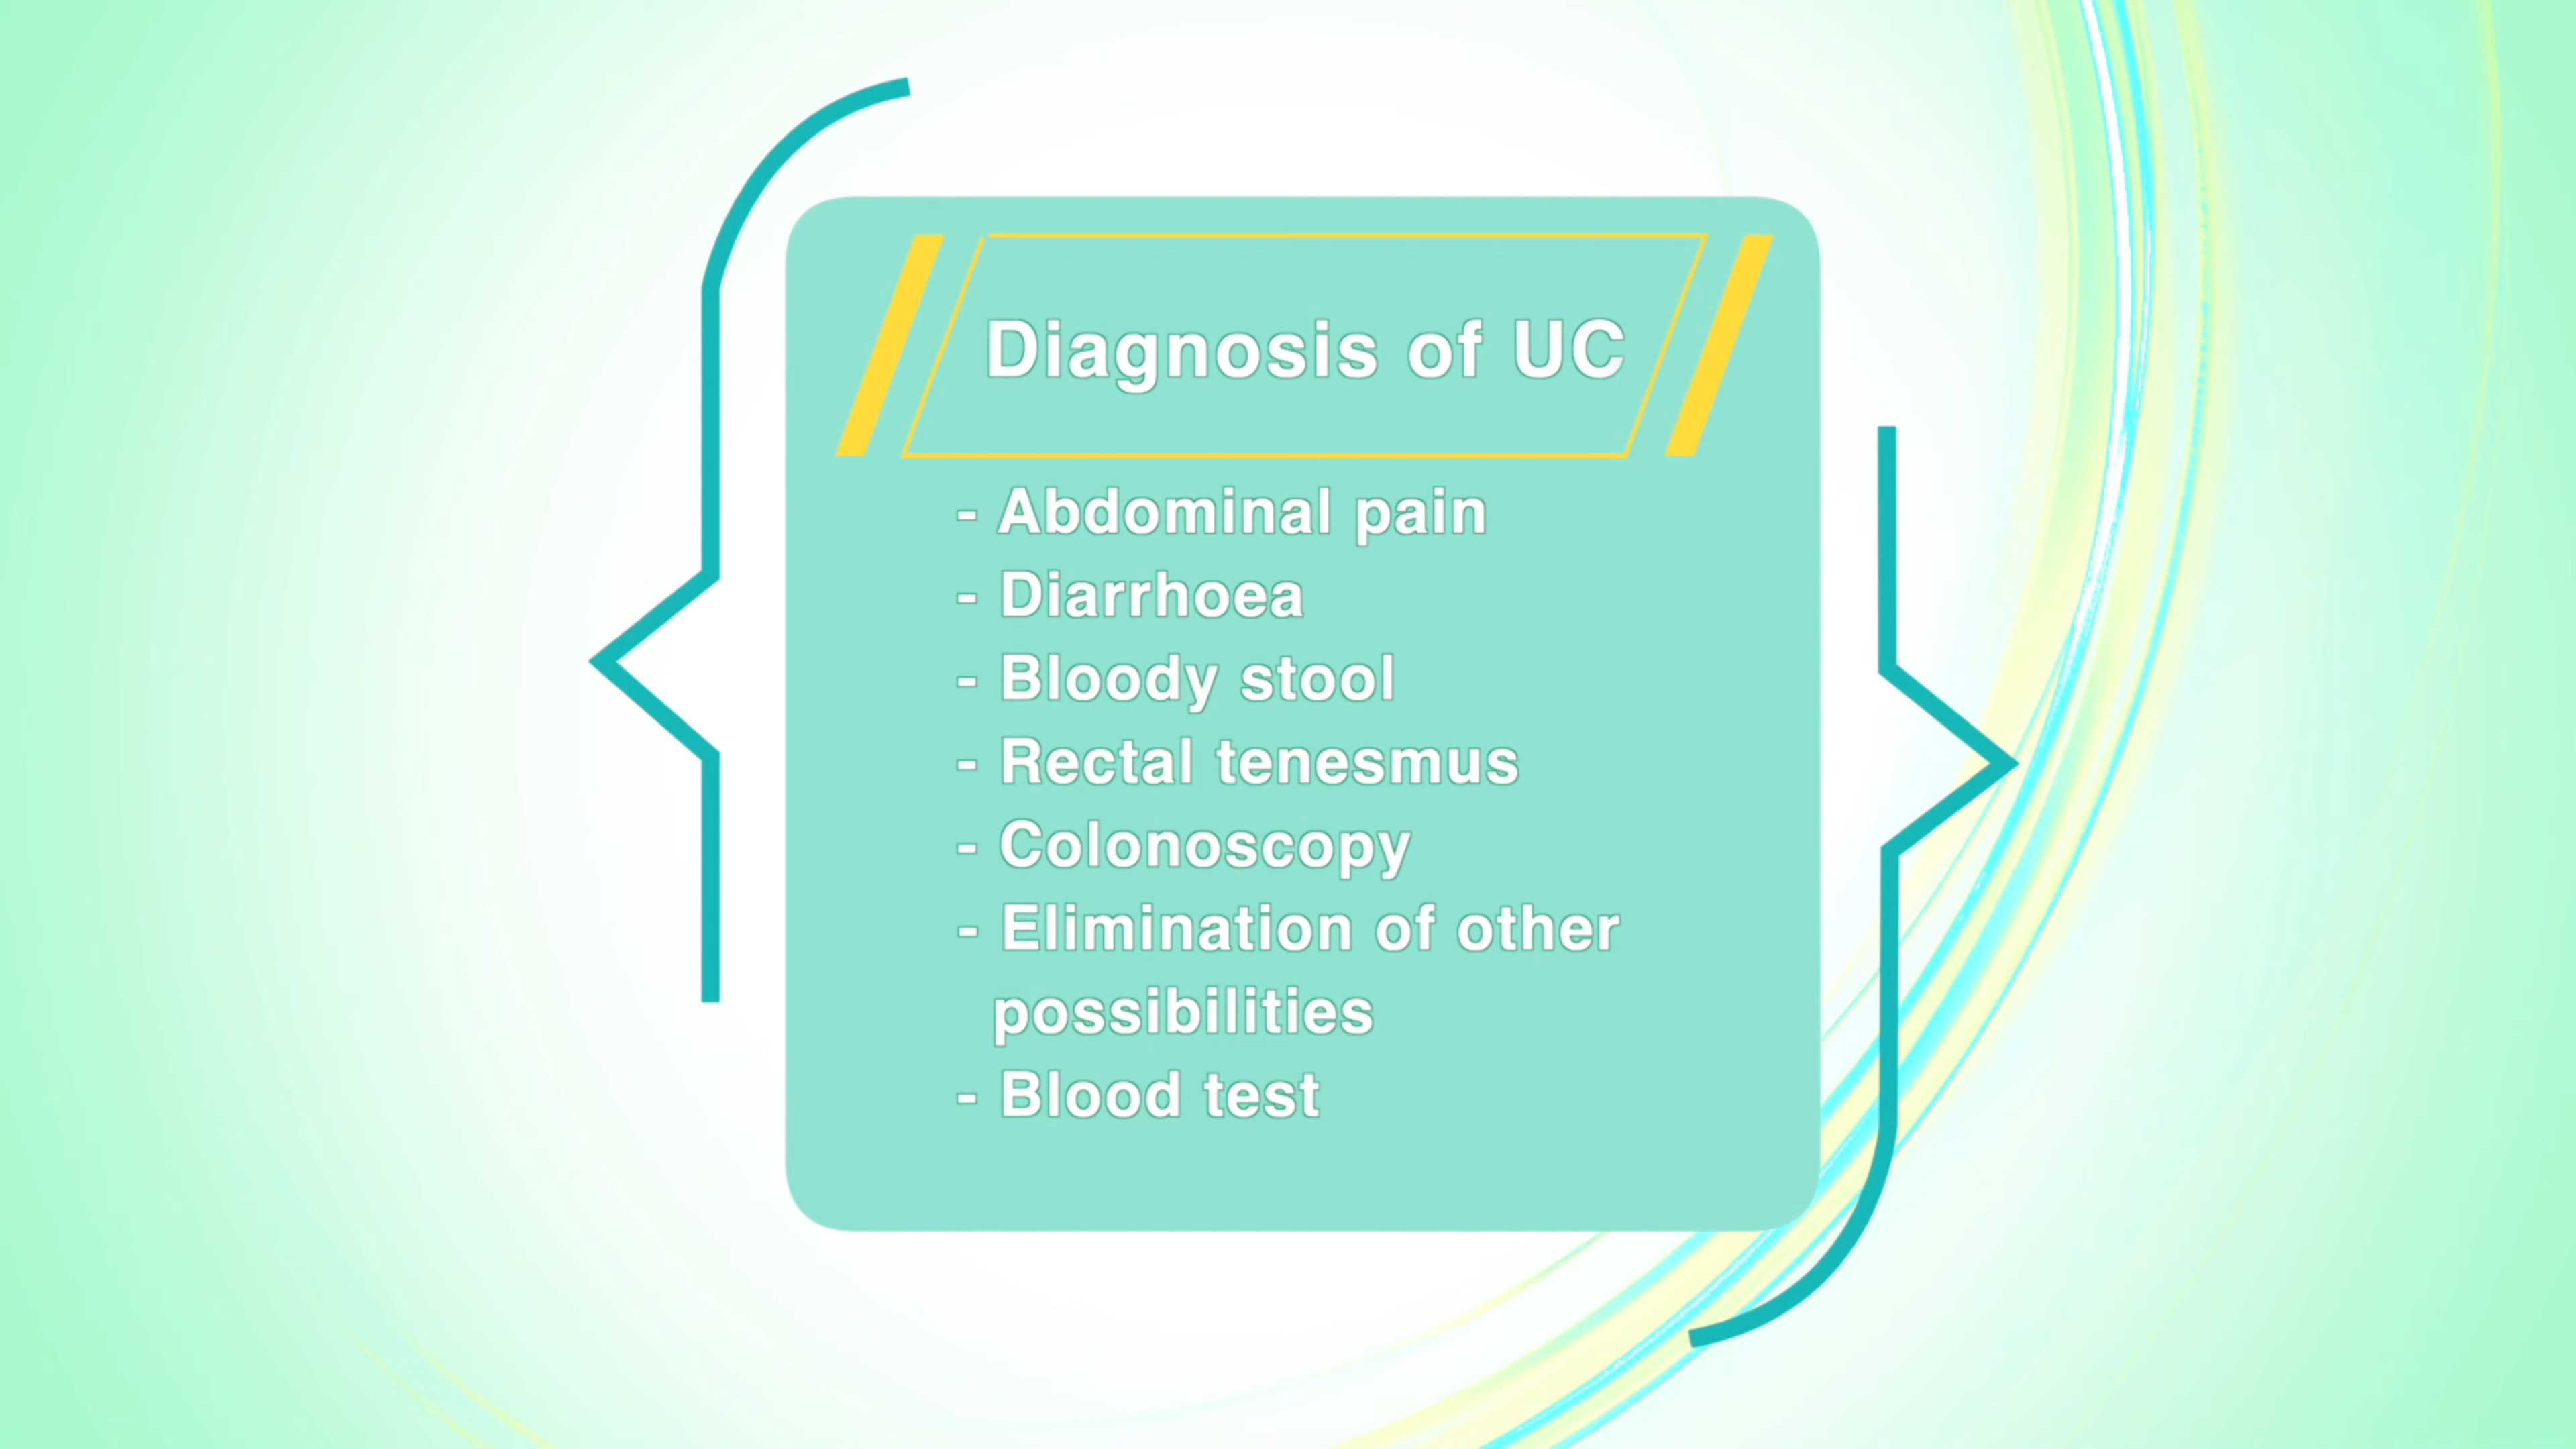 Diagnosis of UC
- Abdominal pain
- Diarrhoea
- Bloody stool
- Rectal tenesmus
- Colonoscopy
- Elimination of other
possibilities
- Blood test